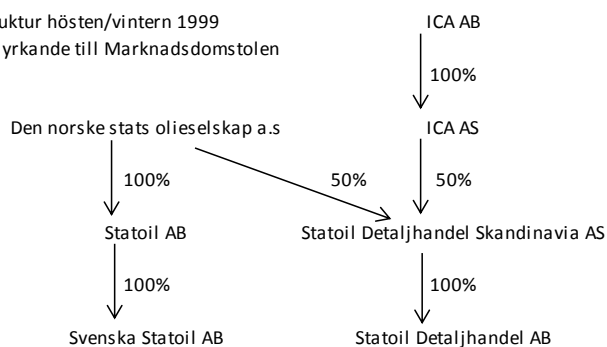 hösten/vintern 1999 ICA AB
yrkande till Marknadsdomstolen
100%
Den norske stats olieselskap a.s ICA AS
100% 50% 50%
Statoil AB Statoil Detaljhandel Skandinavia AS
100% 100%
Svenska Statoil AB Statoil Detaljhandel AB